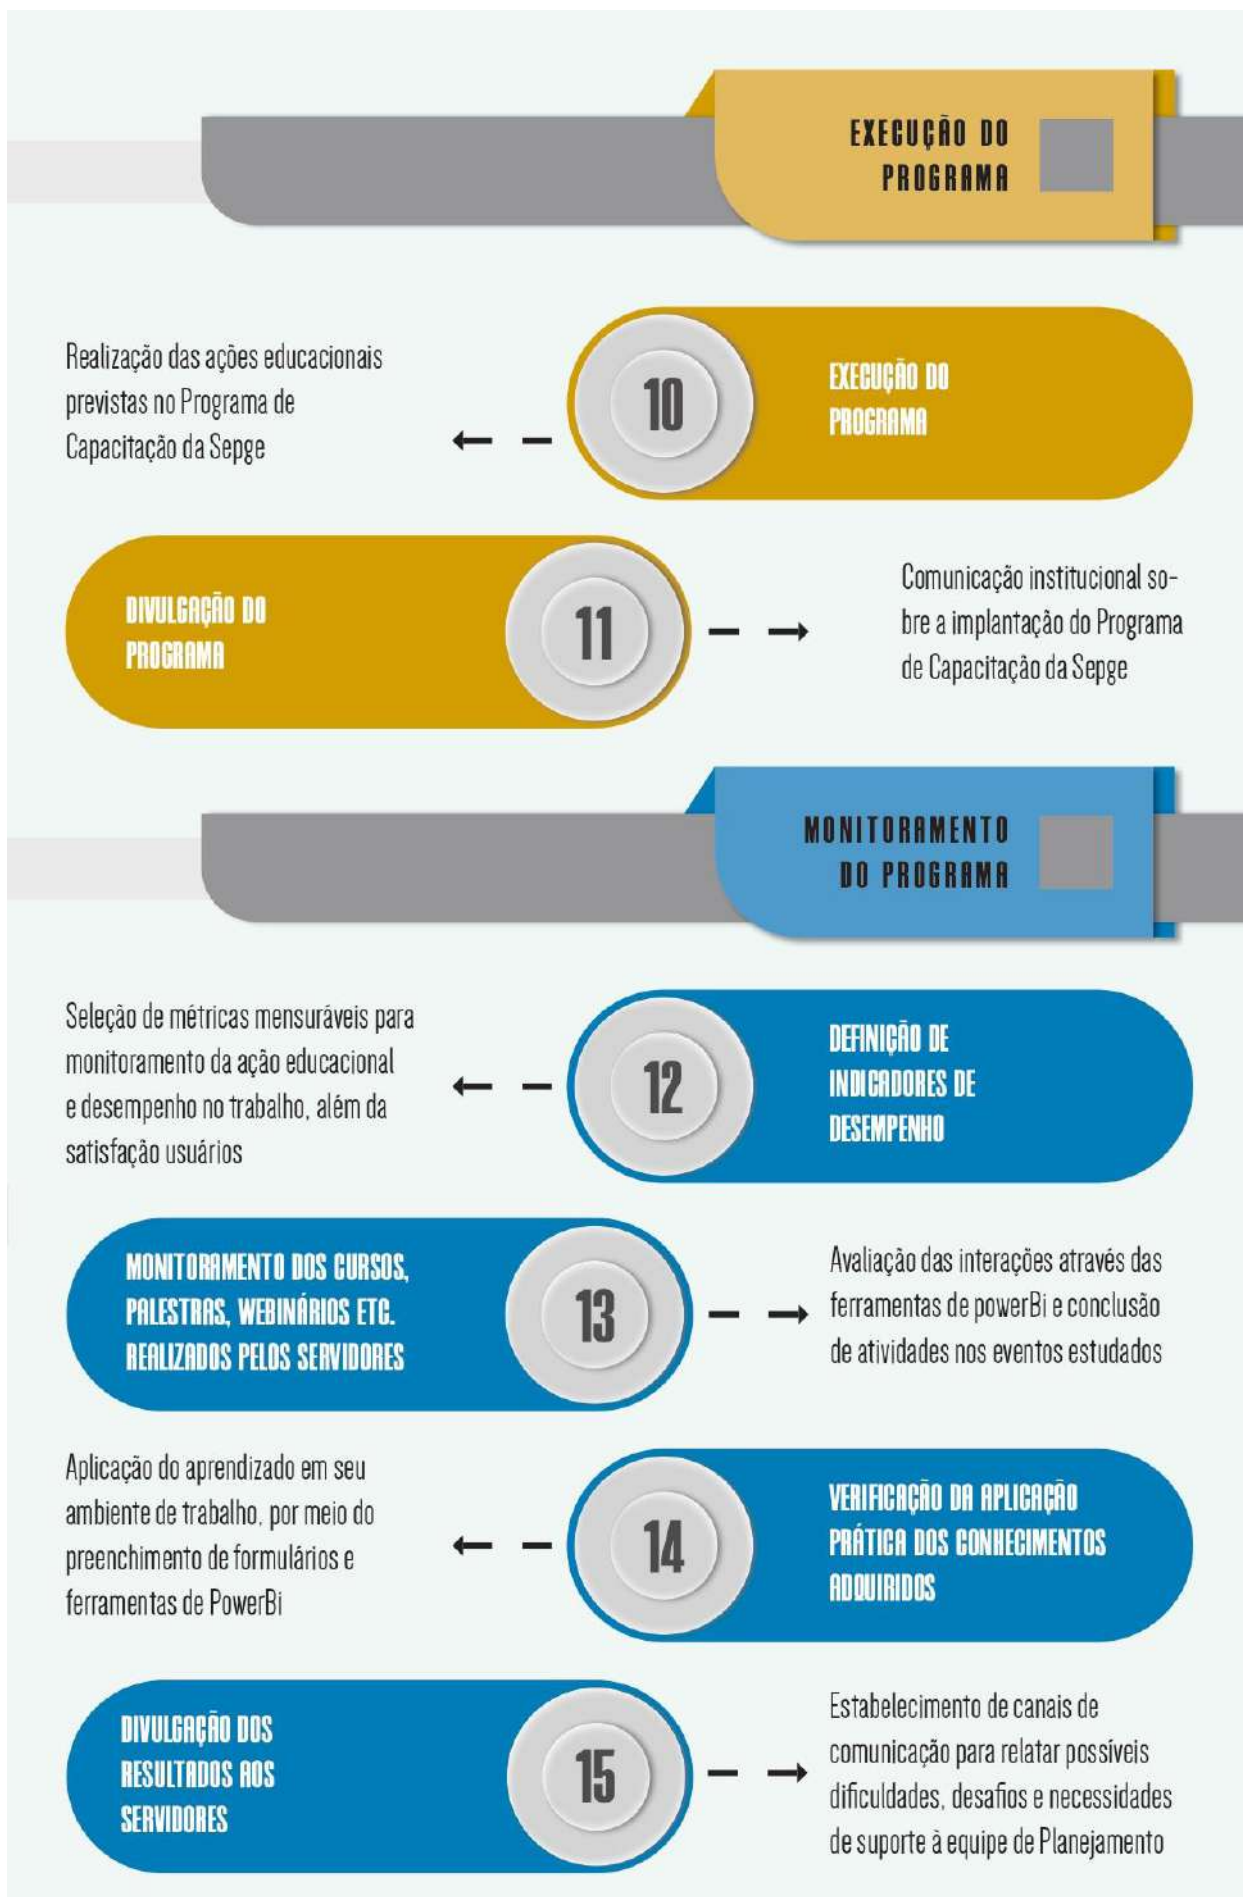 EXECUÇÃO DO
PROGRAMA
Realização das ações educacionais
previstas no Programa de
Capacitação da Sepge
10
EXECUÇÃO DO
PROGRAMA
DIVULGAÇÃO DO
PROGRAMA
11
Comunicação institucional so-
bre a implantação do Programa
de Capacitação da Sepge
MONITORAMENTO
DO PROGRAMA
Seleção de métricas mensuráveis para
monitoramento da ação educacional
e desempenho no trabalho, além da
satisfação usuários
12
DEFINIÇÃO DE
INDICADORES DE
DESEMPENHO
MONITORAMENTO DOS CURSOS,
PALESTRAS, WEBINÁRIOS ETC.
REALIZADOS PELOS SERVIDORES
13
Avaliação das interações através das
ferramentas de powerBi e conclusão
de atividades nos eventos estudados
Aplicação do aprendizado em seu
ambiente de trabalho, por meio do
preenchimento de formulários e
ferramentas de PowerBi
14
VERIFICAÇÃO DA APLICAÇÃO
PRÁTICA DOS CONHECIMENTOS
ADQUIRIDOS
DIVULGAÇÃO DOS
RESULTADOS AOS
SERVIDORES
15
Estabelecimento de canais de
comunicação para relatar possíveis
dificuldades, desafios e necessidades
de suporte à equipe de Planejamento